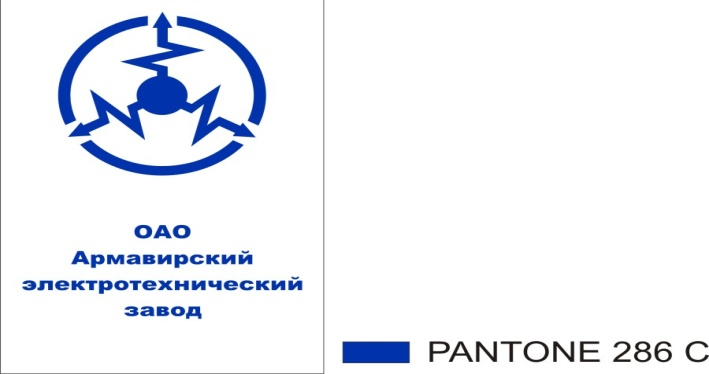 ОАО
Армавирский
электротехнический
завод
PANTONE 286 C